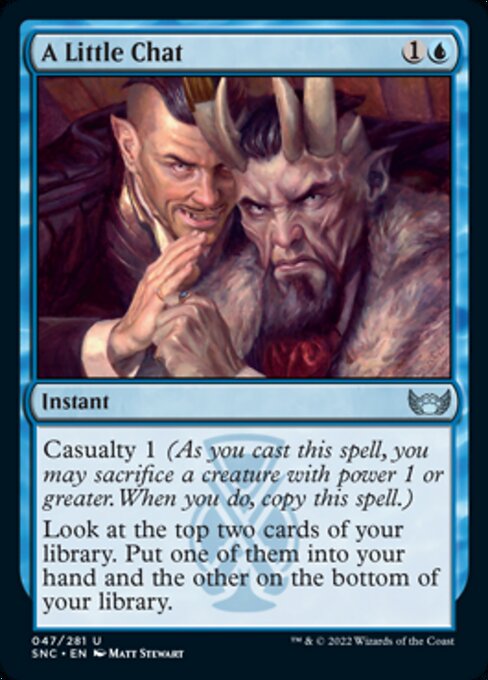 A Little Chat 1
Instant
Casualty 1 (As you cast this spell, you
may sacrifice a creature with power 1 or
greater. When you do, copy this spell.)
Look at the top two cards of your
library. Put one of them into your
hand and the other on the bottom of
your library.
047/281 U
SNC • EN Matt Stewart
™ & © 2022 Wizards of the Coast